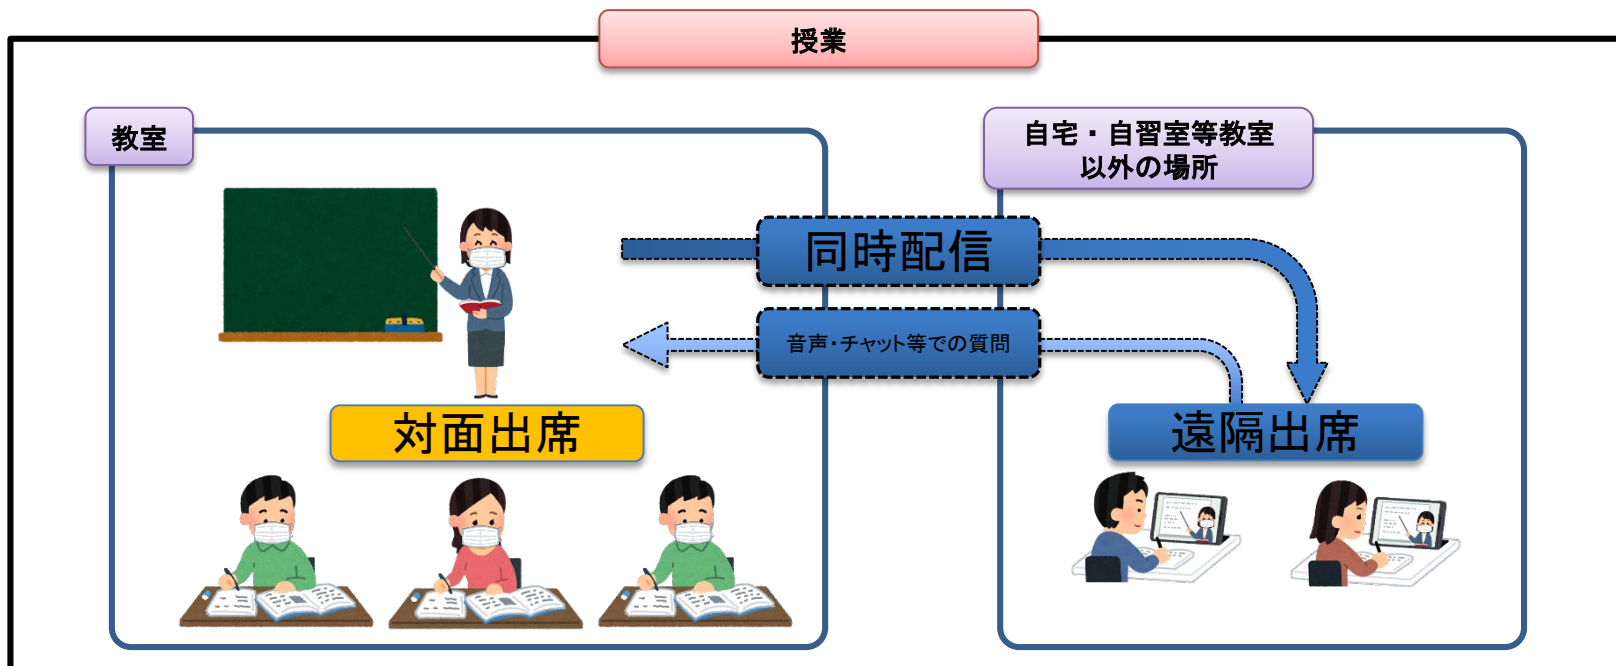 授業
教室
自宅・自習室等教室
以外の場所
同時配信
音声・チャット等での質問
対面出席
遠隔出席